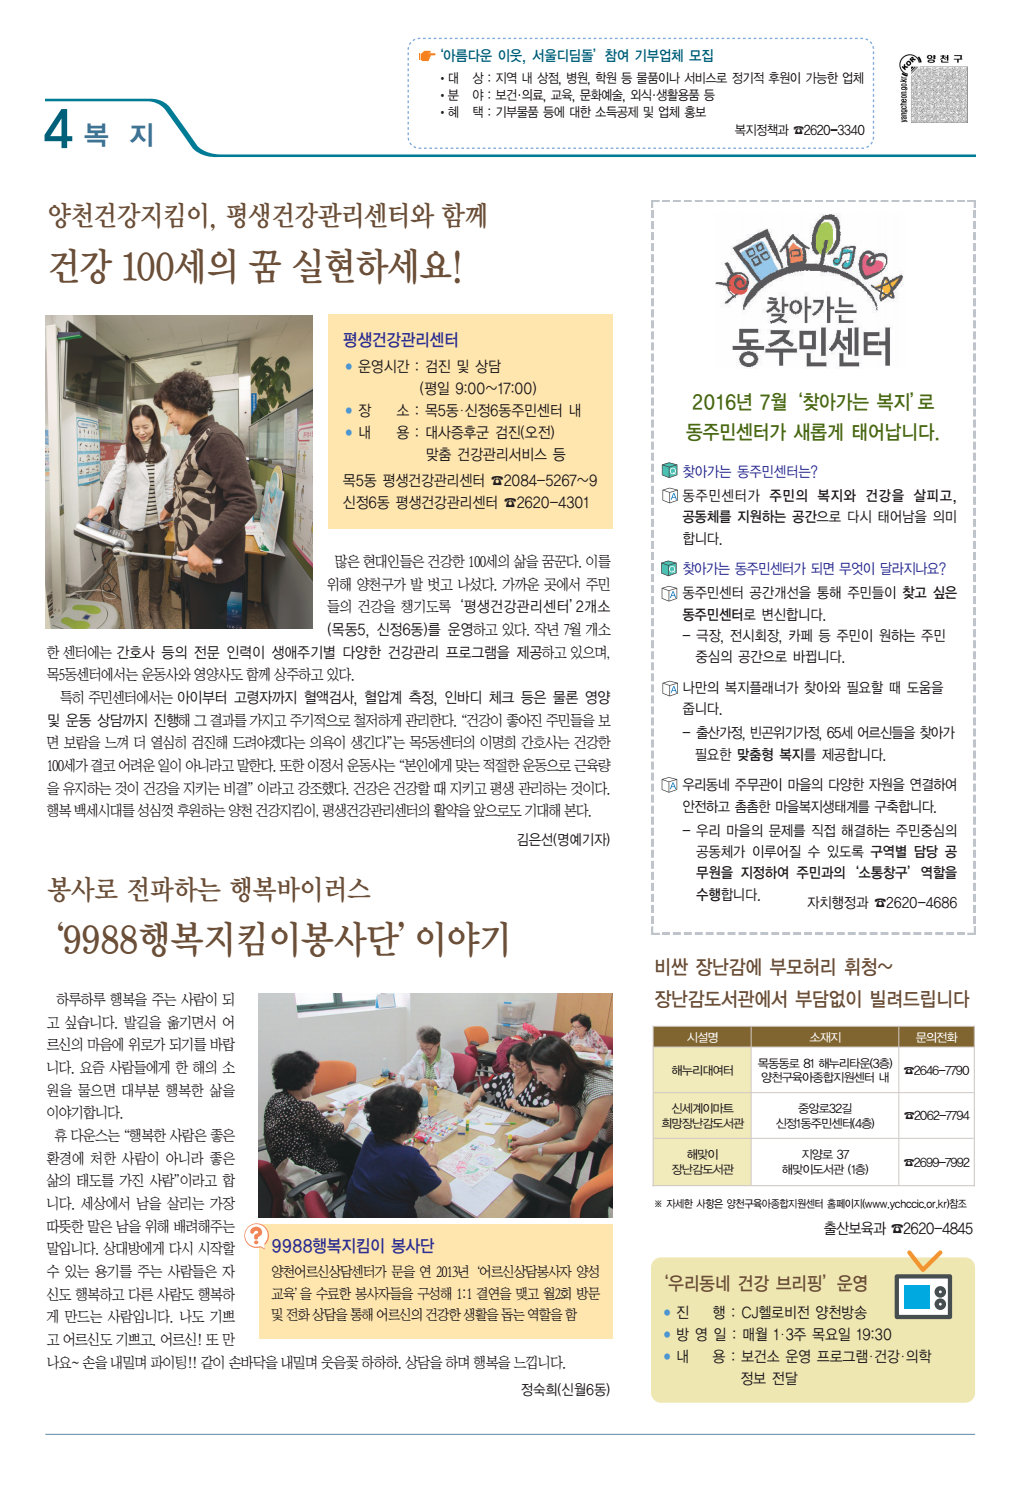 4 복 지
'아름다운 이웃, 서울디딤돌' 참여 기부업체 모집
• 대 상 : 지역 내 상점, 병원, 학원 등 물품이나 서비스로 정기적 후원이 가능한 업체
• 분 야 : 보건·의료, 교육, 문화예술, 외식·생활용품 등
• 혜 택 : 기부물품 등에 대한 소득공제 및 업체 홍보
복지정책과 ☎2620-3340
양천구
yangcheon.go.kr
양천건강지킴이, 평생건강관리센터와 함께
건강 100세의 꿈 실현하세요!
평생건강관리센터
• 운영시간 : 검진 및 상담
(평일 9:00~17:00)
• 장 소 : 목5동·신정6동주민센터 내
• 내 용 : 대사증후군 검진(오전)
맞춤 건강관리서비스 등
목5동 평생건강관리센터 ☎2084-5267~9
신정6동 평생건강관리센터 ☎2620-4301
많은 현대인들은 건강한 100세의 삶을 꿈꾼다. 이를
위해 양천구가 발 벗고 나섰다. 가까운 곳에서 주민
들의 건강을 챙기도록 '평생건강관리센터' 2개소
(목동5, 신정6동)를 운영하고 있다. 작년 7월 개소
한 센터에는 간호사 등의 전문 인력이 생애주기별 다양한 건강관리 프로그램을 제공하고 있으며,
목5동센터에서는 운동사와 영양사도 함께 상주하고 있다.
특히 주민센터에서는 아이부터 고령자까지 혈액검사, 혈압계 측정, 인바디 체크 등은 물론 영양
및 운동 상담까지 진행해 그 결과를 가지고 주기적으로 철저하게 관리한다. "건강이 좋아진 주민들을 보
면 보람을 느껴 더 열심히 검진해 드려야겠다는 의욕이 생긴다"는 목5동센터의 이명희 간호사는 건강한
100세가 결코 어려운 일이 아니라고 말한다. 또한 이정서 운동사는 "본인에게 맞는 적절한 운동으로 근육량
을 유지하는 것이 건강을 지키는 비결" 이라고 강조했다. 건강은 건강할 때 지키고 평생 관리하는 것이다.
행복 백세시대를 성심껏 후원하는 양천 건강지킴이, 평생건강관리센터의 활약을 앞으로도 기대해 본다.
김은선(명예기자)
봉사로 전파하는 행복바이러스
'9988행복지킴이봉사단' 이야기
하루하루 행복을 주는 사람이 되
고 싶습니다. 발길을 옮기면서 어
르신의 마음에 위로가 되기를 바랍
니다. 요즘 사람들에게 한 해의 소
원을 물으면 대부분 행복한 삶을
이야기합니다.
휴 다운스는 "행복한 사람은 좋은
환경에 처한 사람이 아니라 좋은
삶의 태도를 가진 사람"이라고 합
니다. 세상에서 남을 살리는 가장
따뜻한 말은 남을 위해 배려해주는
말입니다. 상대방에게 다시 시작할
수 있는 용기를 주는 사람들은 자
신도 행복하고 다른 사람도 행복하
게 만드는 사람입니다. 나도 기쁘
고 어르신도 기쁘고, 어르신! 또 만
나요~ 손을 내밀며 파이팅!! 같이 손바닥을 내밀며 웃음꽃 하하하. 상담을 하며 행복을 느낍니다.
정숙희(신월6동)
? 9988행복지킴이 봉사단
양천어르신상담센터가 문을 연 2013년 '어르신상담봉사자 양성
교육' 을 수료한 봉사자들을 구성해 1:1 결연을 맺고 월2회 방문
및 전화 상담을 통해 어르신의 건강한 생활을 돕는 역할을 함
찾아가는
동주민센터
2016년 7월 '찾아가는 복지'로
동주민센터가 새롭게 태어납니다.
Q 찾아가는 동주민센터는?
A 동주민센터가 주민의 복지와 건강을 살피고,
공동체를 지원하는 공간으로 다시 태어남을 의미
합니다.
Q 찾아가는 동주민센터가 되면 무엇이 달라지나요?
A 동주민센터 공간개선을 통해 주민들이 찾고 싶은
동주민센터로 변신합니다.
- 극장, 전시회장, 카페 등 주민이 원하는 주민
중심의 공간으로 바뀝니다.
A 나만의 복지플래너가 찾아와 필요할 때 도움을
줍니다.
- 출산가정, 빈곤위기가정, 65세 어르신들을 찾아가
필요한 맞춤형 복지를 제공합니다.
A 우리동네 주무관이 마을의 다양한 자원을 연결하여
안전하고 촘촘한 마을복지생태계를 구축합니다.
- 우리 마을의 문제를 직접 해결하는 주민중심의
공동체가 이루어질 수 있도록 구역별 담당 공
무원을 지정하여 주민과의 '소통창구' 역할을
수행합니다.
자치행정과 ☎2620-4686
비싼 장난감에 부모허리 휘청~
장난감도서관에서 부담없이 빌려드립니다
시설명 소재지 문의전화
해누리대여터 목동동로 81 해누리타운(3층) 양천구육아종합지원센터 내 ☎2646-7790
신세계이마트 희망장난감도서관 중앙로32길 신정1동주민센터(4층) ☎2062-7794
해맞이 장난감도서관 지양로 37 해맞이도서관 (1층) ☎2699-7992
※ 자세한 사항은 양천구육아종합지원센터 홈페이지(www.ychccic.or.kr)참조
출산보육과 ☎2620-4845
'우리동네 건강 브리핑' 운영
• 진 행 : CJ헬로비전 양천방송
• 방 영 일 : 매월 1·3주 목요일 19:30
• 내 용 : 보건소 운영 프로그램·건강·의학
정보 전달